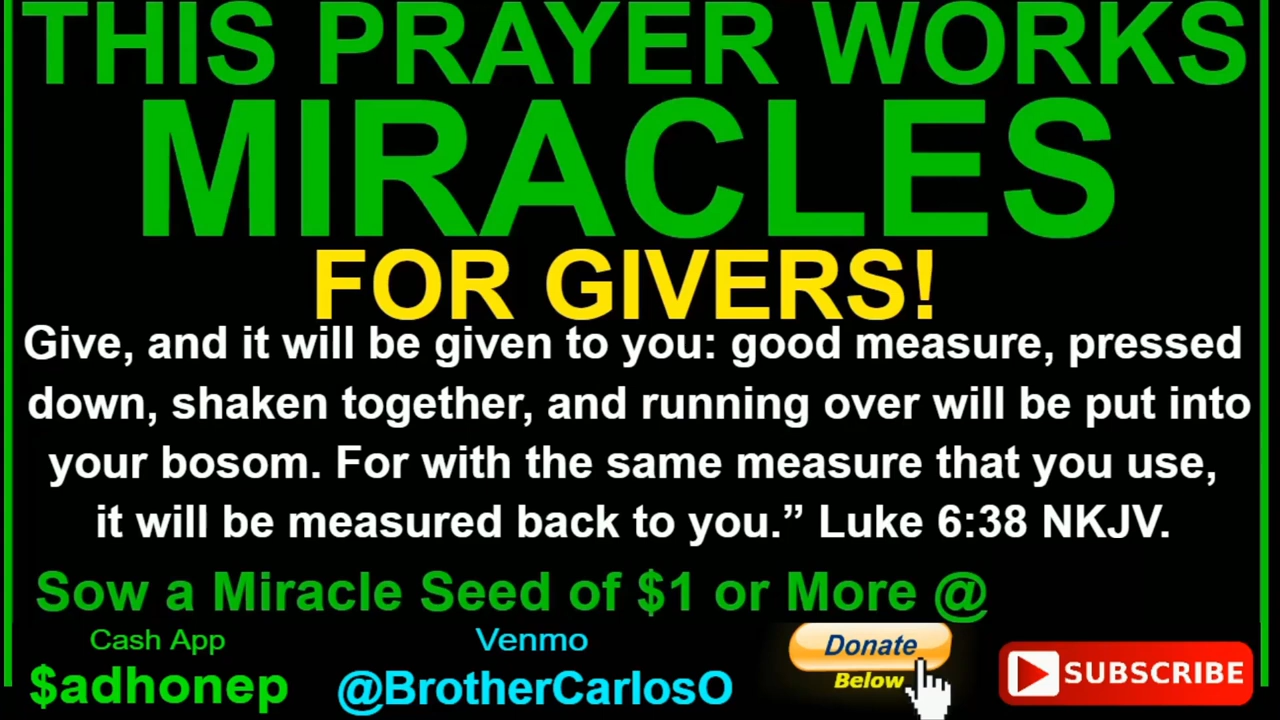 THIS PRAYER WORKS
MIRACLES
FOR GIVERS!
Give, and it will be given to you: good measure, pressed
down, shaken together, and running over will be put into
your bosom. For with the same measure that you use,
it will be measured back to you.” Luke 6:38 NKJV.
Sow a Miracle Seed of $1 or More @
Cash App
$adhonep
Venmo
@BrotherCarlosO
Donate
Below
SUBSCRIBE